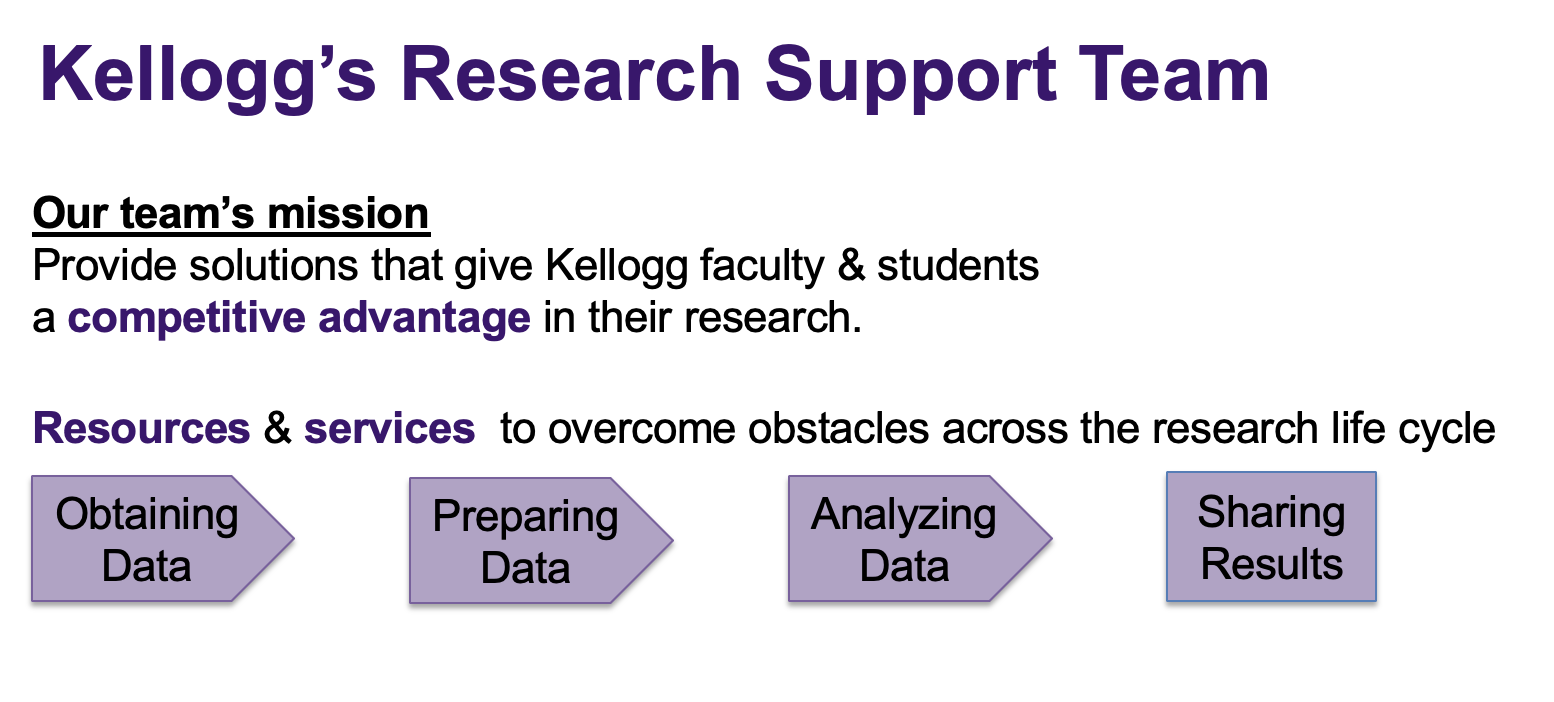 Kellogg’s Research Support Team
Our team’s mission
Provide solutions that give Kellogg faculty & students
a competitive advantage in their research.
Resources & services to overcome obstacles across the research life cycle
Obtaining
Data
Preparing
Data
Analyzing
Data
Sharing
Results